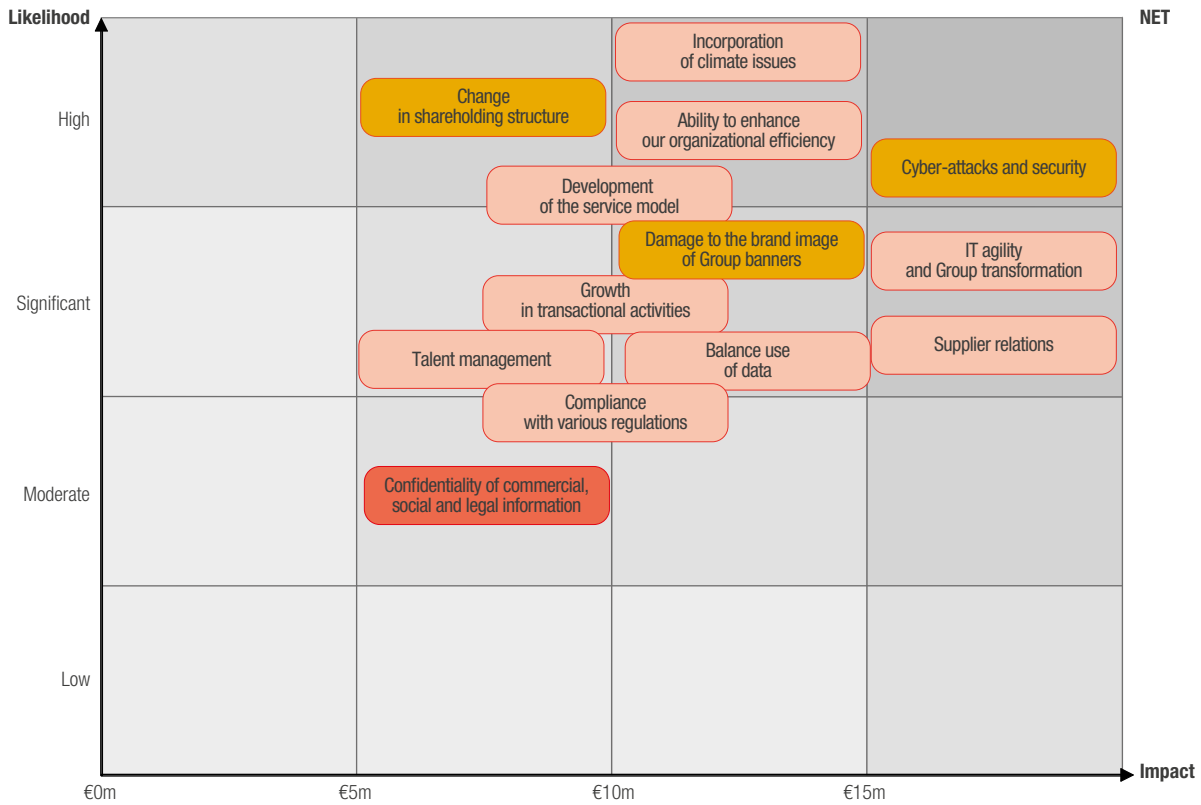 Likelihood
NET
Incorporation
of climate issues
Change
in shareholding structure
High
Ability to enhance
our organizational efficiency
Cyber-attacks and security
Development
of the service model
Damage to the brand image
of Group banners
IT agility
and Group transformation
Growth
in transactional activities
Significant
Talent management
Balance use
of data
Supplier relations
Compliance
with various regulations
Confidentiality of commercial,
social and legal information
Moderate
Low
Impact
€0m
€5m
€10m
€15m